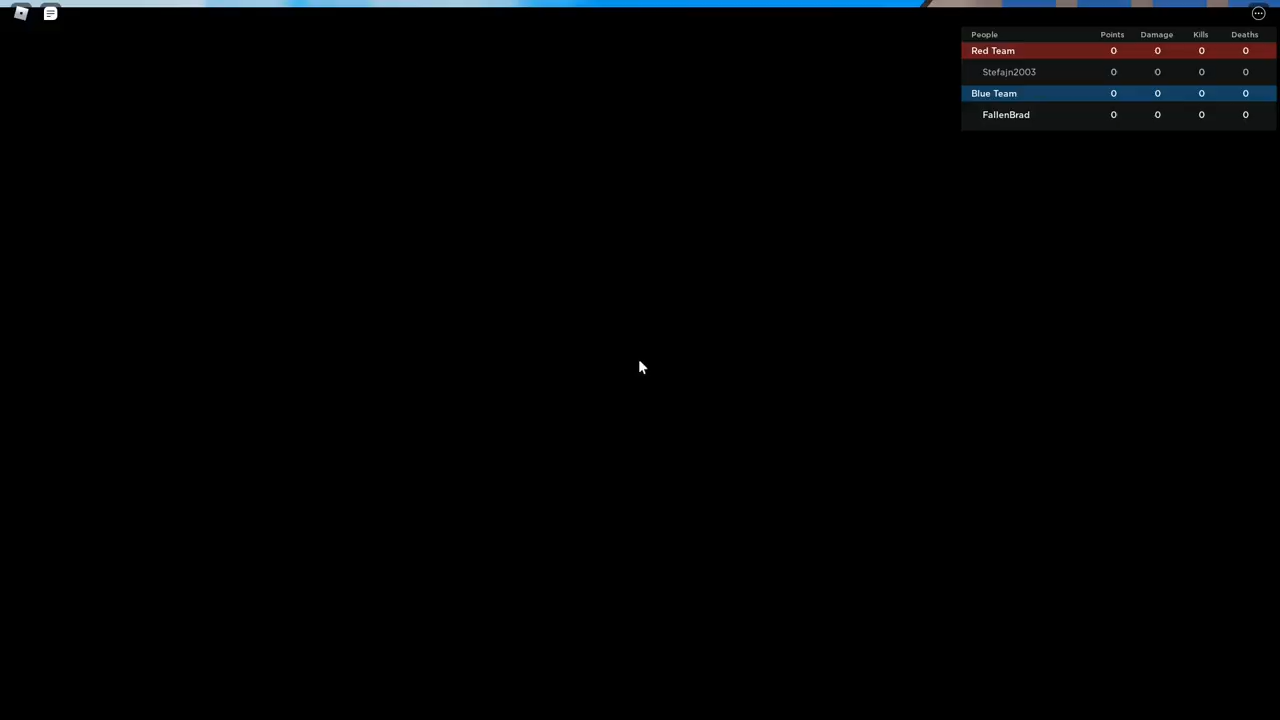 People Points Damage Kills Deaths
Red Team 0 0 0 0
Stefajn2003 0 0 0 0
Blue Team 0 0 0 0
FallenBrad 0 0 0 0